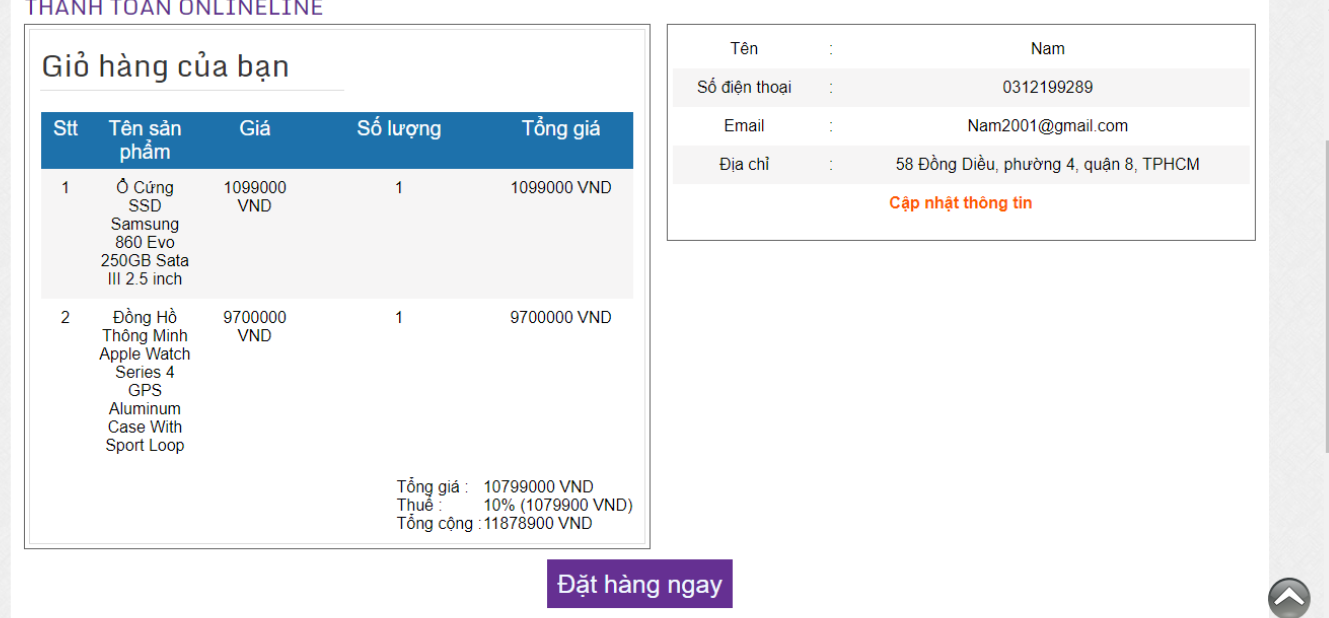 THANH TOÁN ONLINELINE
Giỏ hàng của bạn
Stt Tên sản phẩm Giá Số lượng Tổng giá
1 Ổ Cứng SSD Samsung 860 Evo 250GB Sata III 2.5 inch 1099000 VND 1 1099000 VND
2 Đồng Hồ Thông Minh Apple Watch Series 4 GPS Aluminum Case With Sport Loop 9700000 VND 1 9700000 VND
Tổng giá : 10799000 VND
Thuế : 10% (1079900 VND)
Tổng cộng : 11878900 VND
Tên : Nam
Số điện thoại : 0312199289
Email : Nam2001@gmail.com
Địa chỉ : 58 Đồng Diều, phường 4, quận 8, TPHCM
Cập nhật thông tin
Đặt hàng ngay